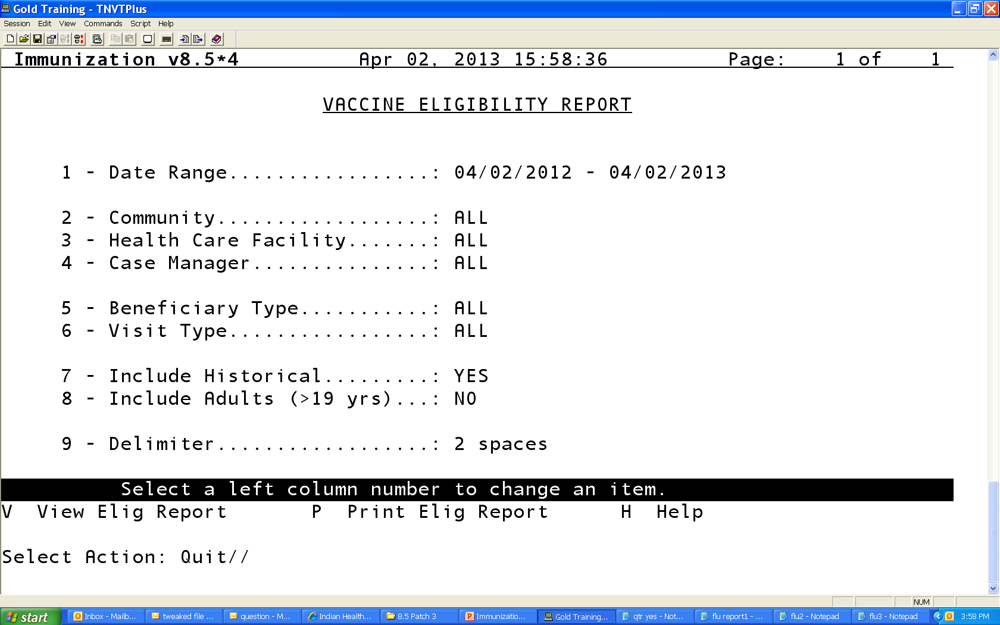 Gold Training - TNVTPlus
Session Edit View Commands Script Help
Immunization v8.5*4 Apr 02, 2013 15:58:36 Page: 1 of 1
VACCINE ELIGIBILITY REPORT
1 - Date Range.................: 04/02/2012 - 04/02/2013
2 - Community..................: ALL
3 - Health Care Facility.......: ALL
4 - Case Manager...............: ALL
5 - Beneficiary Type...........: ALL
6 - Visit Type.................: ALL
7 - Include Historical.........: YES
8 - Include Adults (>19 yrs)...: NO
9 - Delimiter..................: 2 spaces
Select a left column number to change an item.
V View Elig Report P Print Elig Report H Help
Select Action: Quit//
NUM
start Inbox - Mailb... tweaked file ... question - M... Indian Health... 8.5 Patch 3 Immunizatio... Gold Training... qtr yes - Not... flu report1 - ... flu2 - Notepad flu3 - Notepad 3:58 PM